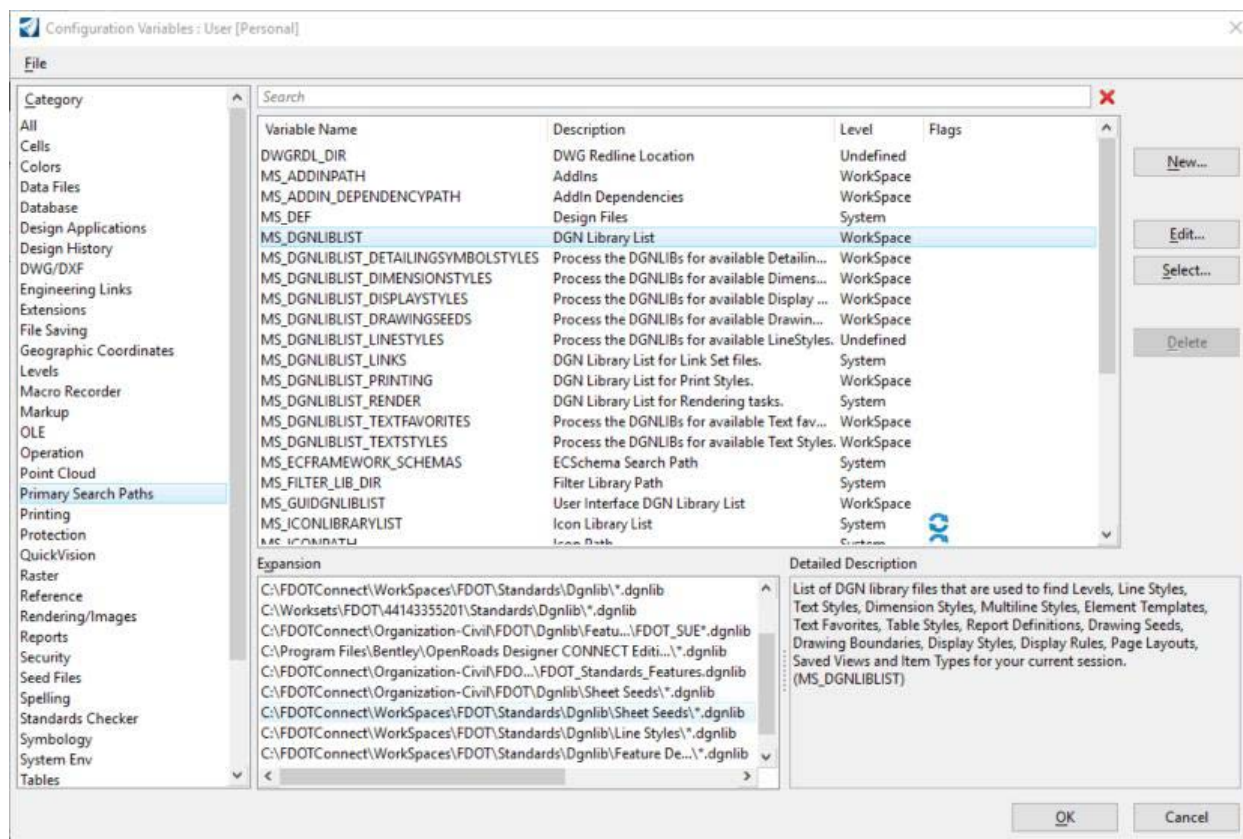 Configuration Variables : User [Personal]
File
Category
All
Cells
Colors
Data Files
Database
Design Applications
Design History
DWG/DXF
Engineering Links
Extensions
File Saving
Geographic Coordinates
Levels
Macro Recorder
Markup
OLE
Operation
Point Cloud
Primary Search Paths
Printing
Protection
QuickVision
Raster
Reference
Rendering/Images
Reports
Security
Seed Files
Spelling
Standards Checker
Symbology
System Env
Tables
Search
Variable Name Description Level Flags
DWGRDL_DIR DWG Redline Location Undefined
MS_ADDINPATH AddIns WorkSpace
MS_ADDIN_DEPENDENCYPATH AddIn Dependencies WorkSpace
MS_DEF Design Files System
MS_DGNLIBLIST DGN Library List WorkSpace
MS_DGNLIBLIST_DETAILINGSYMBOLSTYLES Process the DGNLIBs for available Detailin... WorkSpace
MS_DGNLIBLIST_DIMENSIONSTYLES Process the DGNLIBs for available Dimens... WorkSpace
MS_DGNLIBLIST_DISPLAYSTYLES Process the DGNLIBs for available Display ... WorkSpace
MS_DGNLIBLIST_DRAWINGSEEDS Process the DGNLIBs for available Drawin... WorkSpace
MS_DGNLIBLIST_LINESTYLES Process the DGNLIBs for available LineStyles. Undefined
MS_DGNLIBLIST_LINKS DGN Library List for Link Set files. System
MS_DGNLIBLIST_PRINTING DGN Library List for Print Styles. WorkSpace
MS_DGNLIBLIST_RENDER DGN Library List for Rendering tasks. System
MS_DGNLIBLIST_TEXTFAVORITES Process the DGNLIBs for available Text fav... WorkSpace
MS_DGNLIBLIST_TEXTSTYLES Process the DGNLIBs for available Text Styles. WorkSpace
MS_ECFRAMEWORK_SCHEMAS ECSchema Search Path System
MS_FILTER_LIB_DIR Filter Library Path System
MS_GUIDGNLIBLIST User Interface DGN Library List WorkSpace
MS_ICONLIBRARYLIST Icon Library List System
MS_ICONPATH Icon Path System
New...
Edit...
Select...
Delete
Expansion
C:\FDOTConnect\WorkSpaces\FDOT\Standards\Dgnlib\*.dgnlib
C:\Worksets\FDOT\44143355201\Standards\Dgnlib\*.dgnlib
C:\FDOTConnect\Organization-Civil\FDOT\Dgnlib\Featu...\FDOT_SUE*.dgnlib
C:\Program Files\Bentley\OpenRoads Designer CONNECT Editi...\*.dgnlib
C:\FDOTConnect\Organization-Civil\FDO...\FDOT_Standards_Features.dgnlib
C:\FDOTConnect\Organization-Civil\FDOT\Dgnlib\Sheet Seeds\*.dgnlib
C:\FDOTConnect\WorkSpaces\FDOT\Standards\Dgnlib\Sheet Seeds\*.dgnlib
C:\FDOTConnect\WorkSpaces\FDOT\Standards\Dgnlib\Line Styles\*.dgnlib
C:\FDOTConnect\WorkSpaces\FDOT\Standards\Dgnlib\Feature De...\*.dgnlib
Detailed Description
List of DGN library files that are used to find Levels, Line Styles,
Text Styles, Dimension Styles, Multiline Styles, Element Templates,
Text Favorites, Table Styles, Report Definitions, Drawing Seeds,
Drawing Boundaries, Display Styles, Display Rules, Page Layouts,
Saved Views and Item Types for your current session.
(MS_DGNLIBLIST)
OK
Cancel